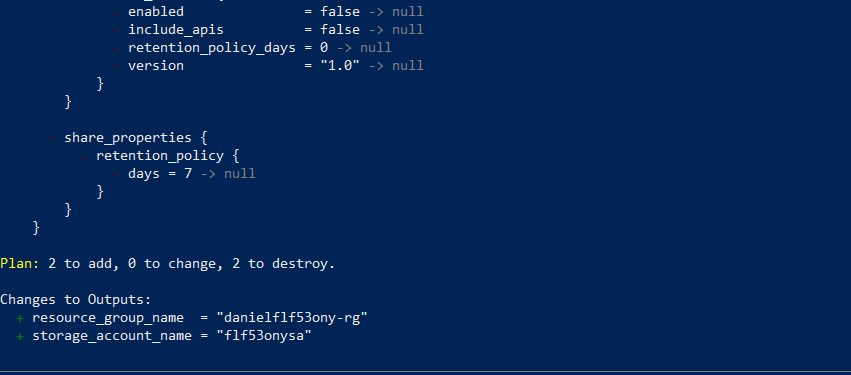 - enabled = false -> null
- include_apis = false -> null
- retention_policy_days = 0 -> null
- version = "1.0" -> null
}
}
- share_properties {
- retention_policy {
- days = 7 -> null
}
}
}
Plan: 2 to add, 0 to change, 2 to destroy.
Changes to Outputs:
+ resource_group_name = "danielflf53ony-rg"
+ storage_account_name = "flf53onysa"